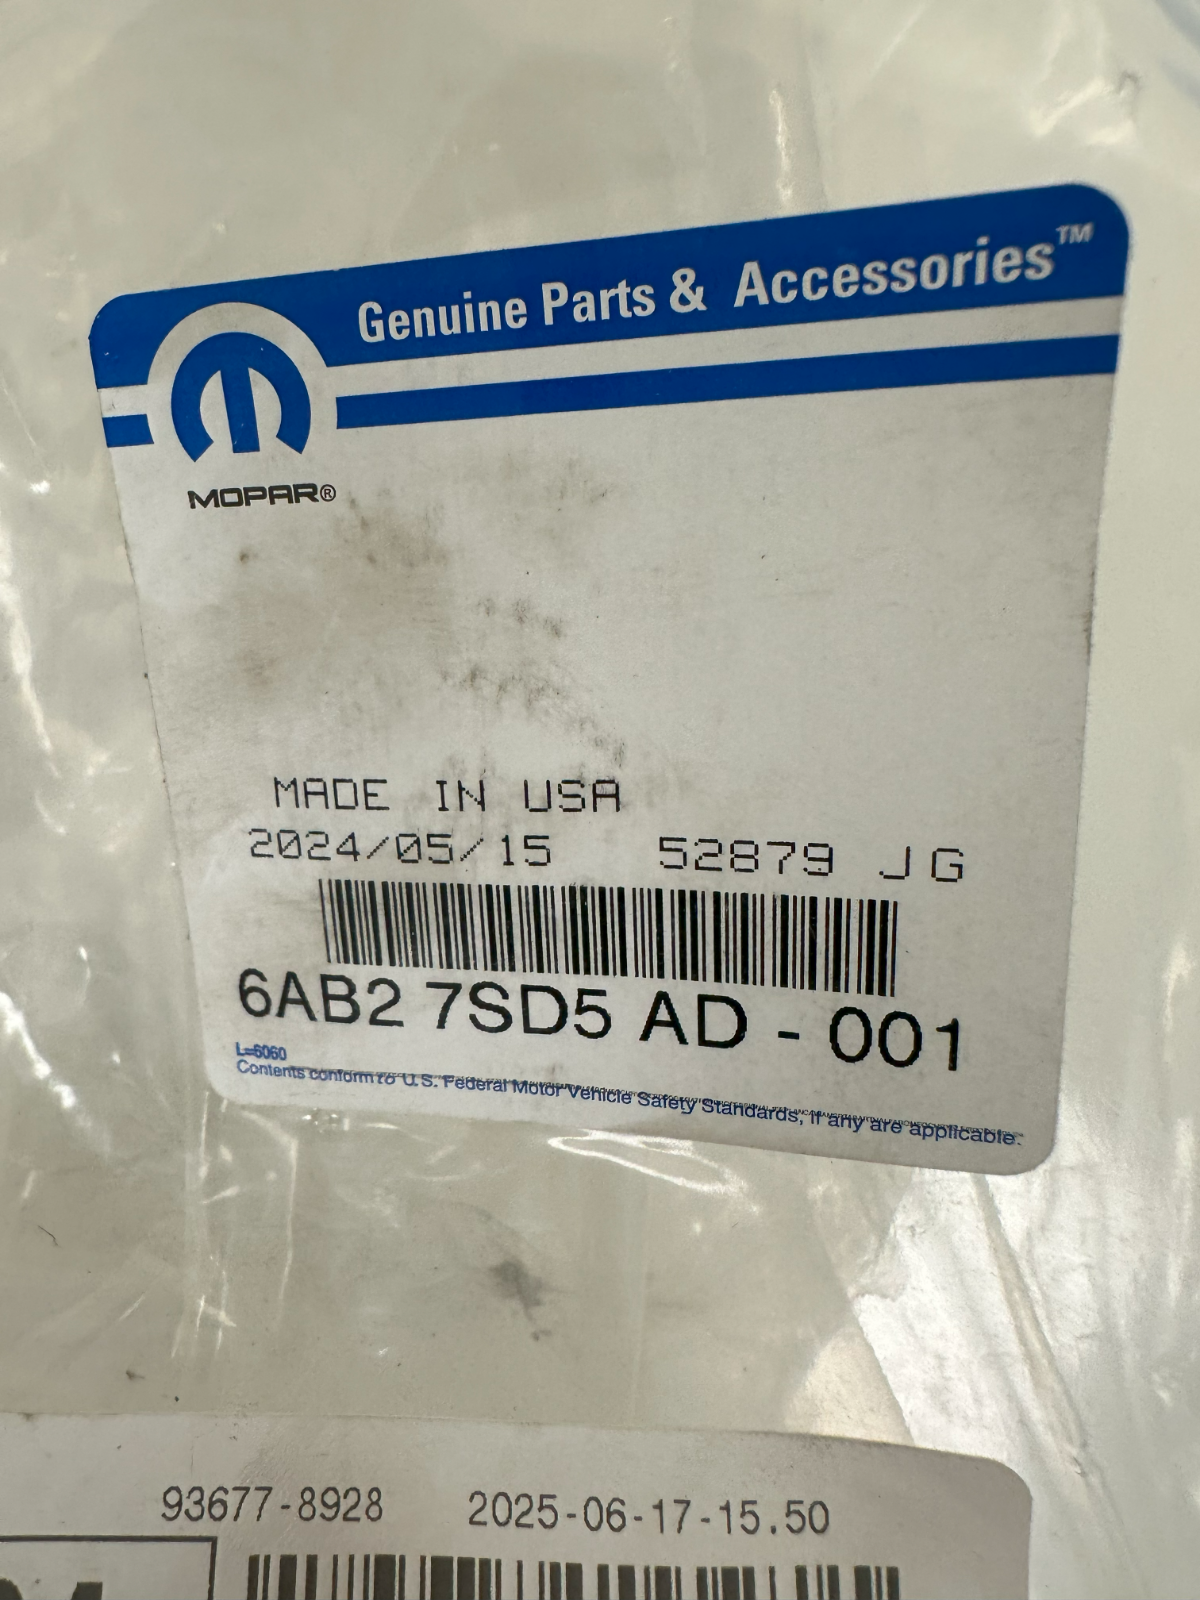 Genuine Parts & Accessories™
MOPAR®
MADE IN USA
2024/05/15 52879 JG
6AB2 7SD5 AD - 001
L=6060
Contents conform to U.S. Federal Motor Vehicle Safety Standards, if any are applicable.
93677-8928 2025-06-17-15.50